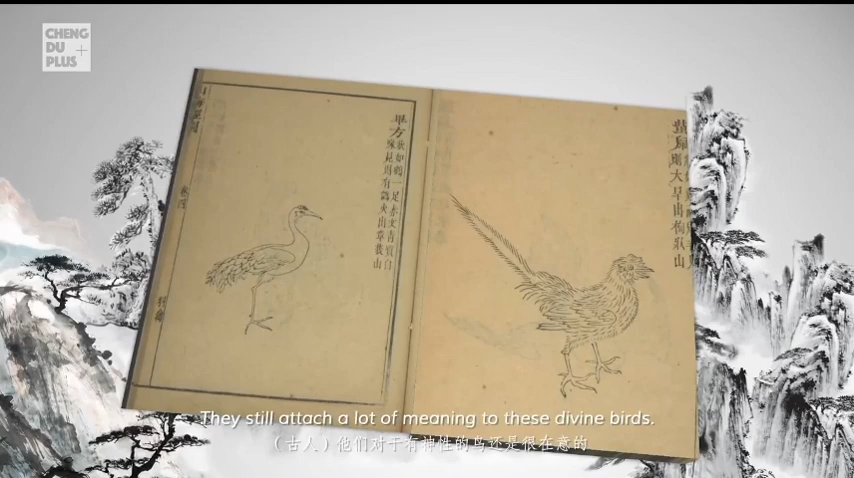 CHENG
DU
PLUS+
畢方
狀如鶴一足赤文青質白
喙見則有譌火出章莪山
They still attach a lot of meaning to these divine birds.
（古人）他们对于有神性的鸟还是很在意的